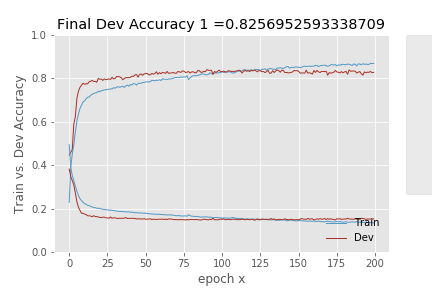 Final Dev Accuracy 1 =0.8256952593338709
Train vs. Dev Accuracy
1.0
0.8
0.6
0.4
0.2
0.0
0 25 50 75 100 125 150 175 200
epoch x
Train
Dev